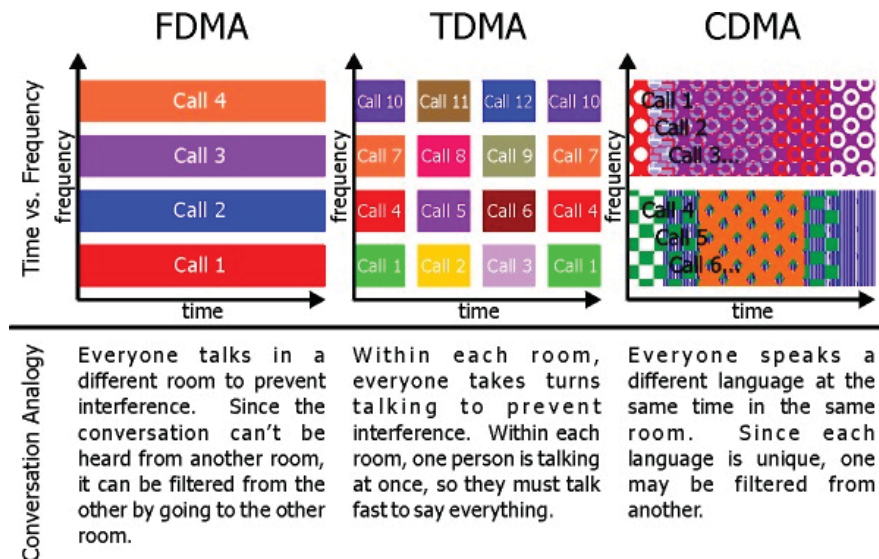 FDMA
TDMA
CDMA
Time vs. Frequency
frequency
Call 4
Call 3
Call 2
Call 1
time
frequency
Call 10 Call 11 Call 12 Call 10
Call 7 Call 8 Call 9 Call 7
Call 4 Call 5 Call 6 Call 4
Call 1 Call 2 Call 3 Call 1
time
frequency
Call 1
Call 2
Call 3...
Call 4
Call 5
Call 6...
time
Conversation Analogy
Everyone talks in a
different room to prevent
interference. Since the
conversation can't be
heard from another room,
it can be filtered from the
other by going to the other
room.
Within each room,
everyone takes turns
talking to prevent
interference. Within each
room, one person is talking
at once, so they must talk
fast to say everything.
Everyone speaks a
different language at the
same time in the same
room. Since each
language is unique, one
may be filtered from
another.